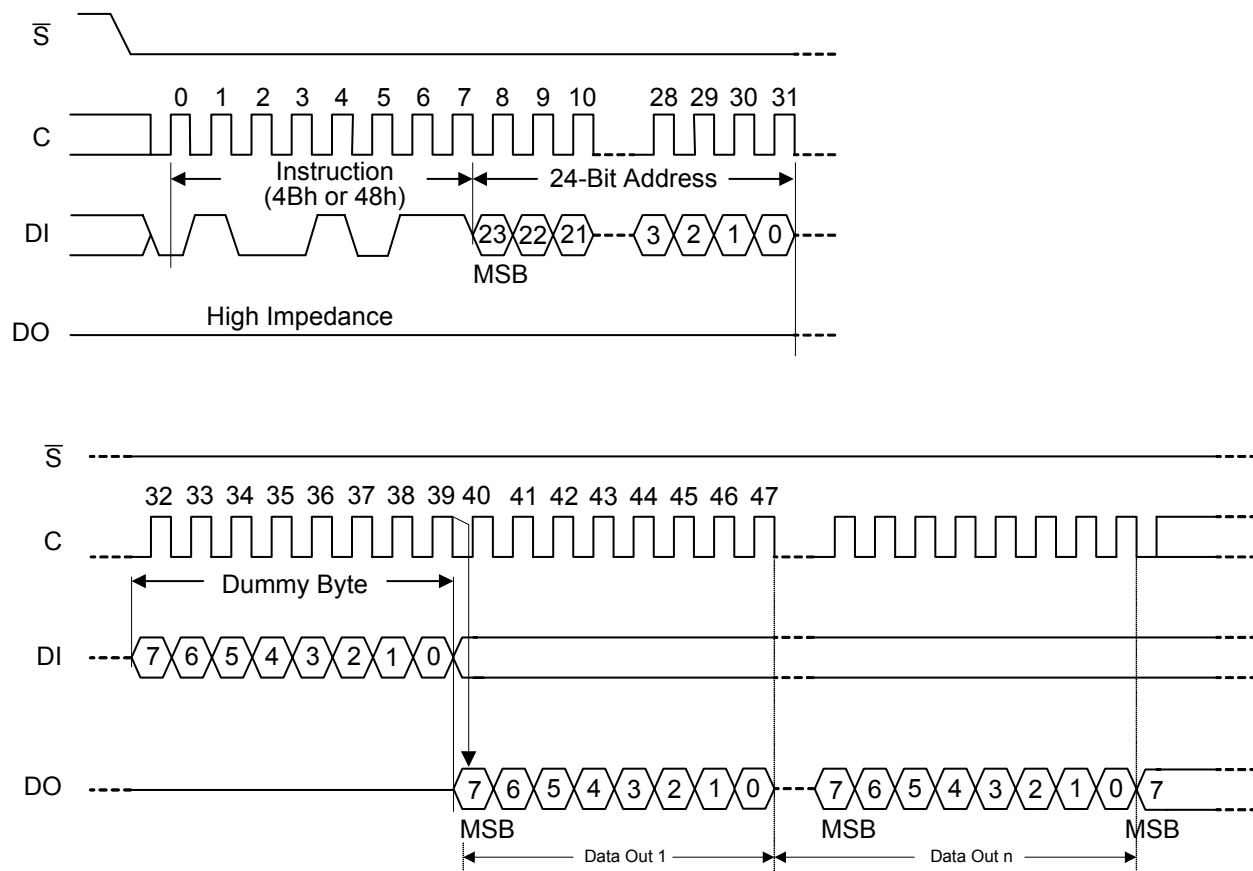 S
0 1 2 3 4 5 6 7 8 9 10 28 29 30 31
C
Instruction
(4Bh or 48h)
24-Bit Address
DI
23 22 21 3 2 1 0
MSB
High Impedance
DO
S
32 33 34 35 36 37 38 39 40 41 42 43 44 45 46 47
C
Dummy Byte
DI
7 6 5 4 3 2 1 0
DO
7 6 5 4 3 2 1 0 7 6 5 4 3 2 1 0 7
MSB MSB MSB
Data Out 1 Data Out n